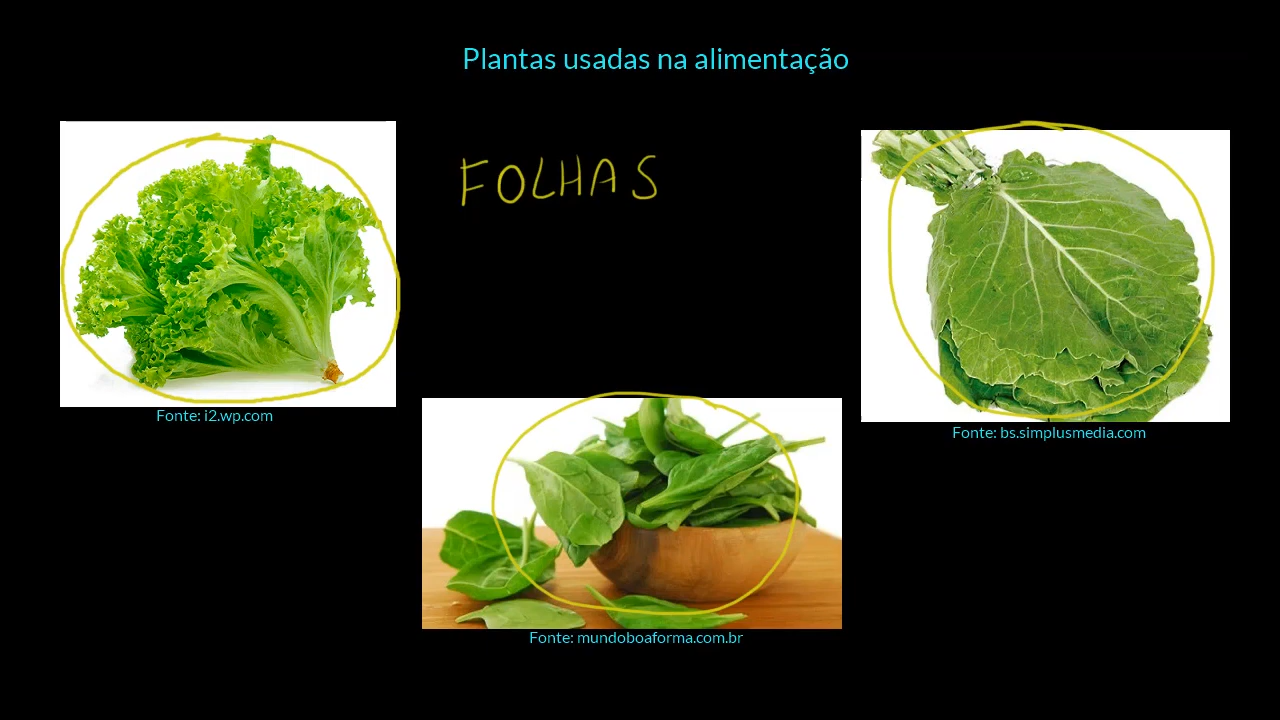 Plantas usadas na alimentação
FOLHAS
Fonte: i2.wp.com
Fonte: bs.simplusmedia.com
Fonte: mundoboaforma.com.br